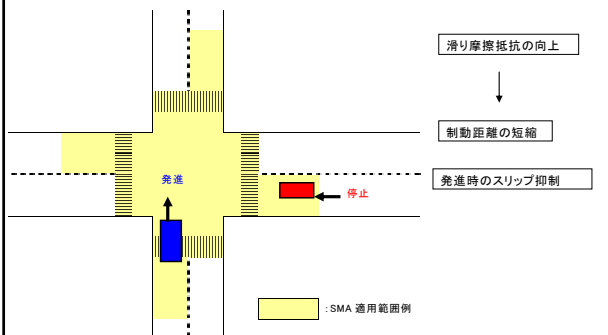 滑り摩擦抵抗の向上
制動距離の短縮
発進時のスリップ抑制
発進
停止
:SMA 適用範囲例